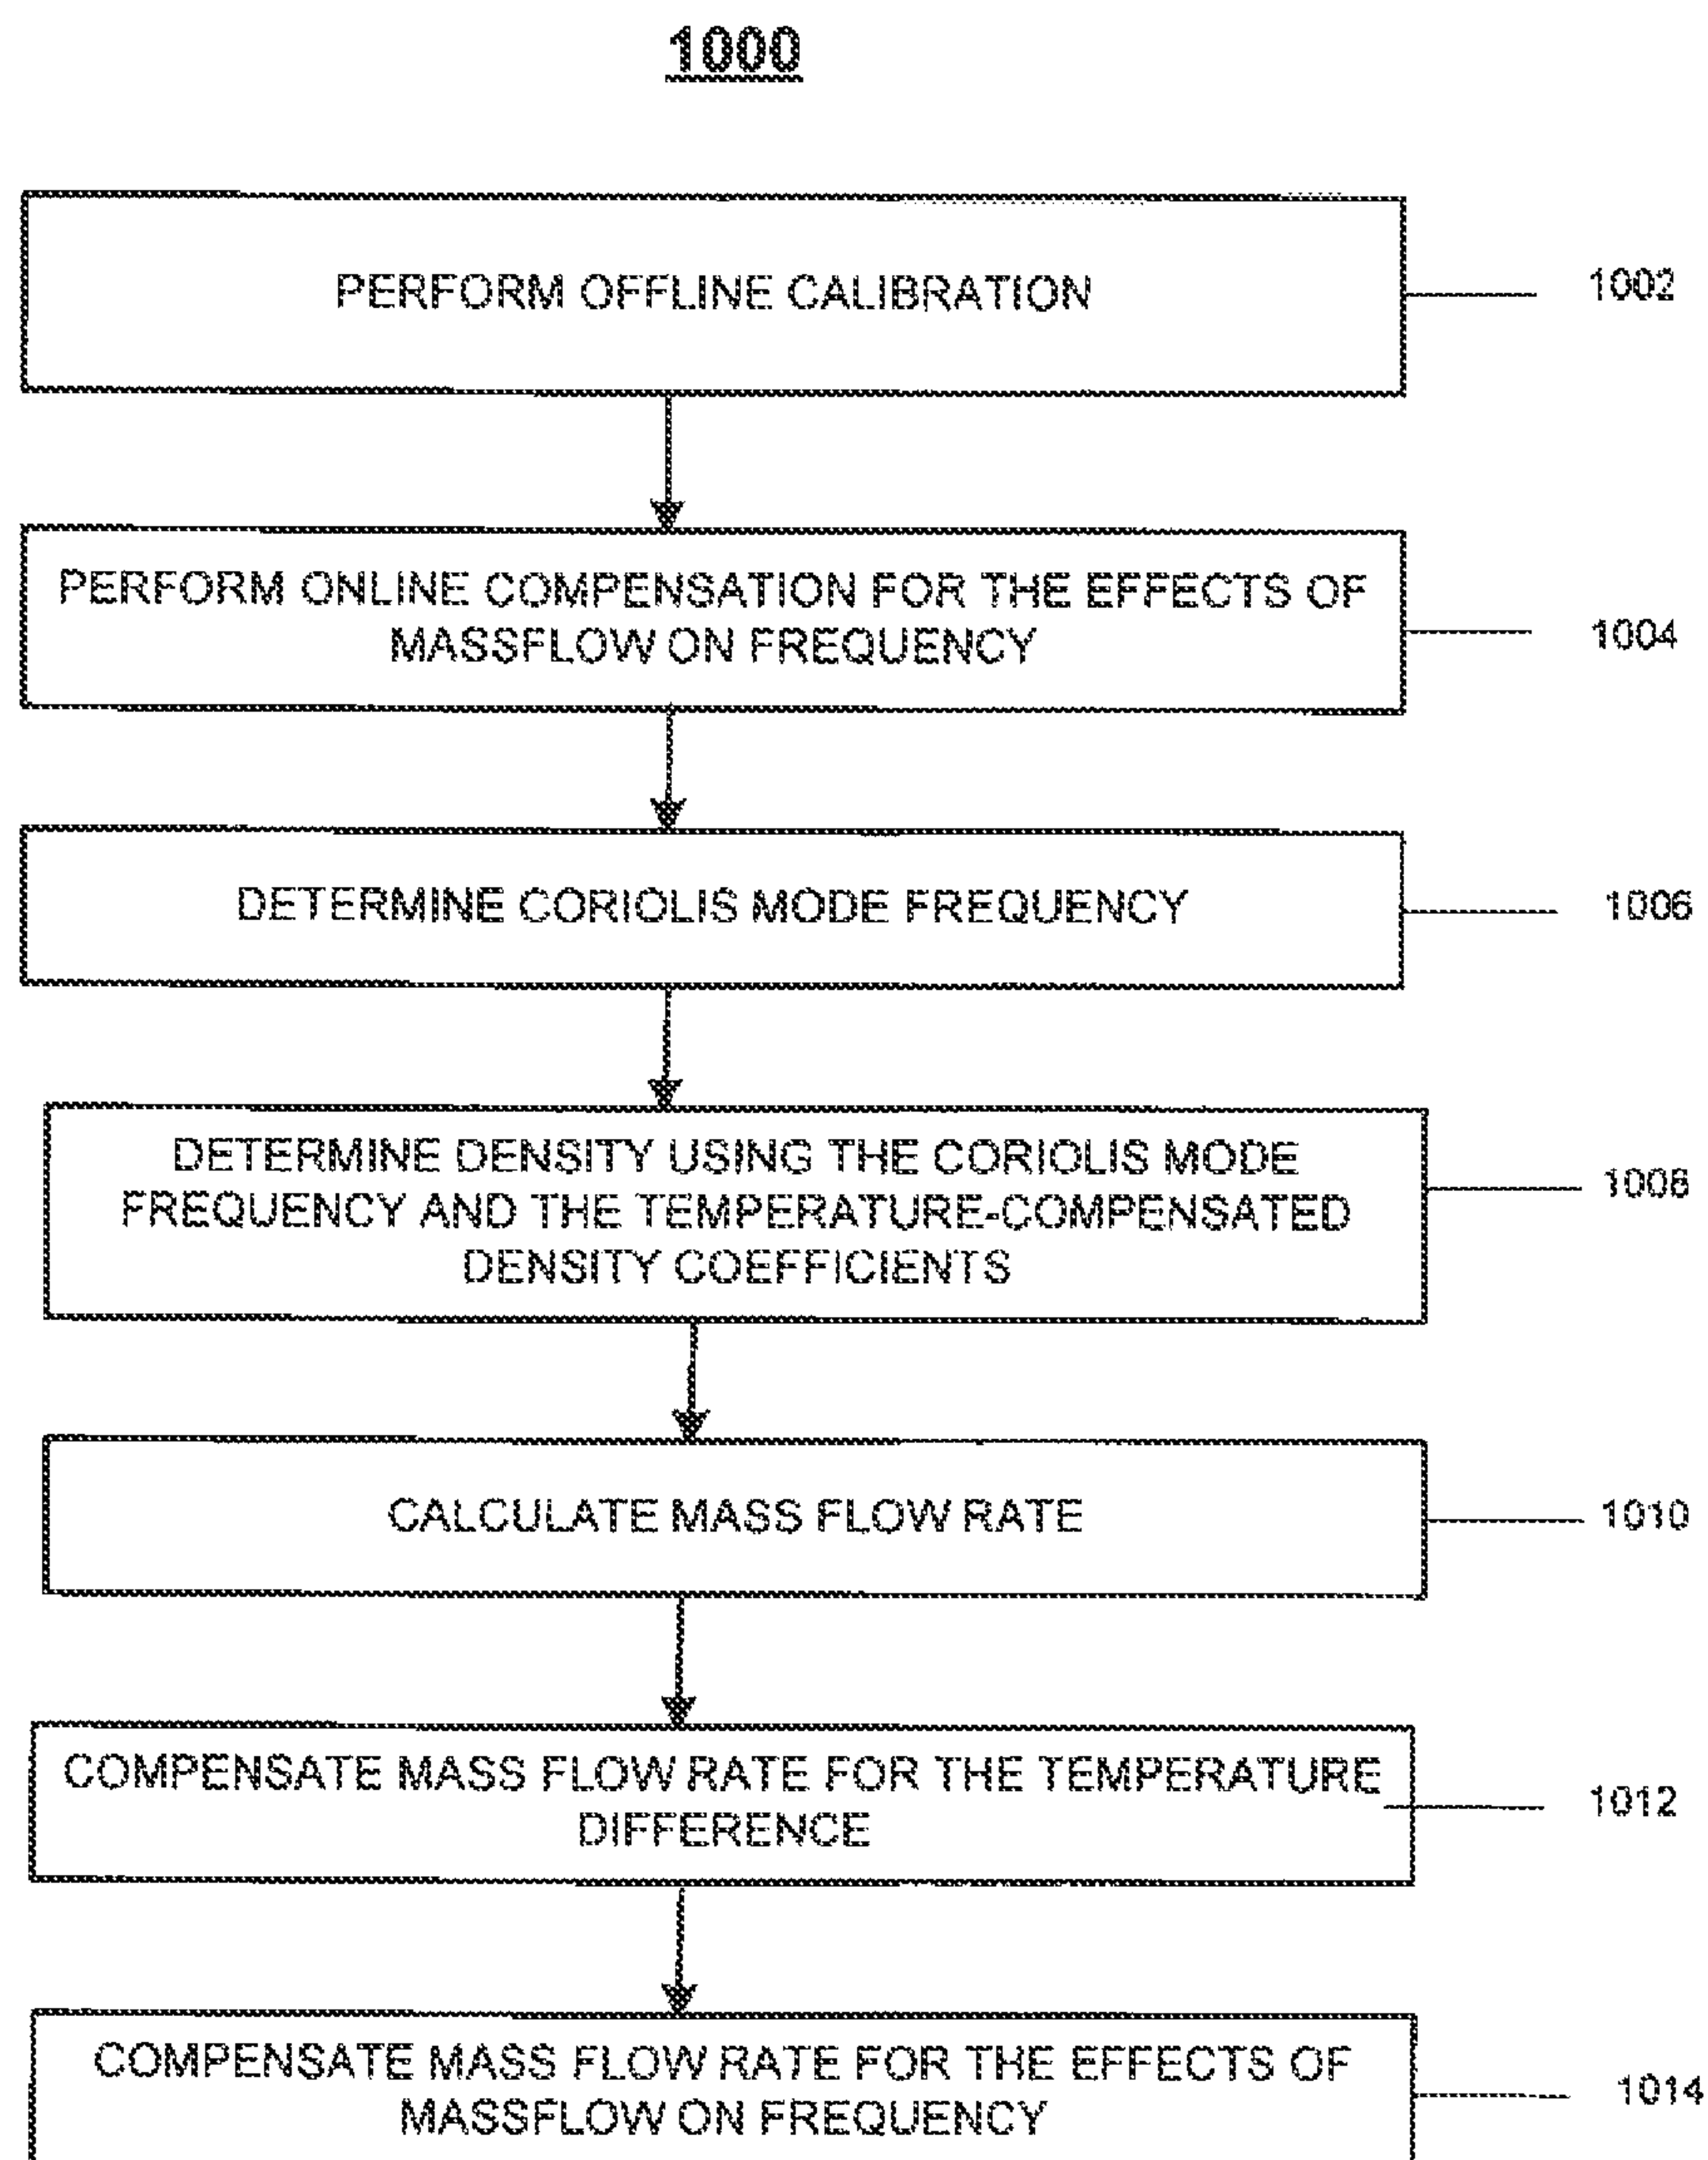 1000
PERFORM OFFLINE CALIBRATION
1002
PERFORM ONLINE COMPENSATION FOR THE EFFECTS OF
MASSFLOW ON FREQUENCY
1004
DETERMINE CORIOLIS MODE FREQUENCY
1006
DETERMINE DENSITY USING THE CORIOLIS MODE
FREQUENCY AND THE TEMPERATURE-COMPENSATED
DENSITY COEFFICIENTS
1008
CALCULATE MASS FLOW RATE
1010
COMPENSATE MASS FLOW RATE FOR THE TEMPERATURE
DIFFERENCE
1012
COMPENSATE MASS FLOW RATE FOR THE EFFECTS OF
MASSFLOW ON FREQUENCY
1014